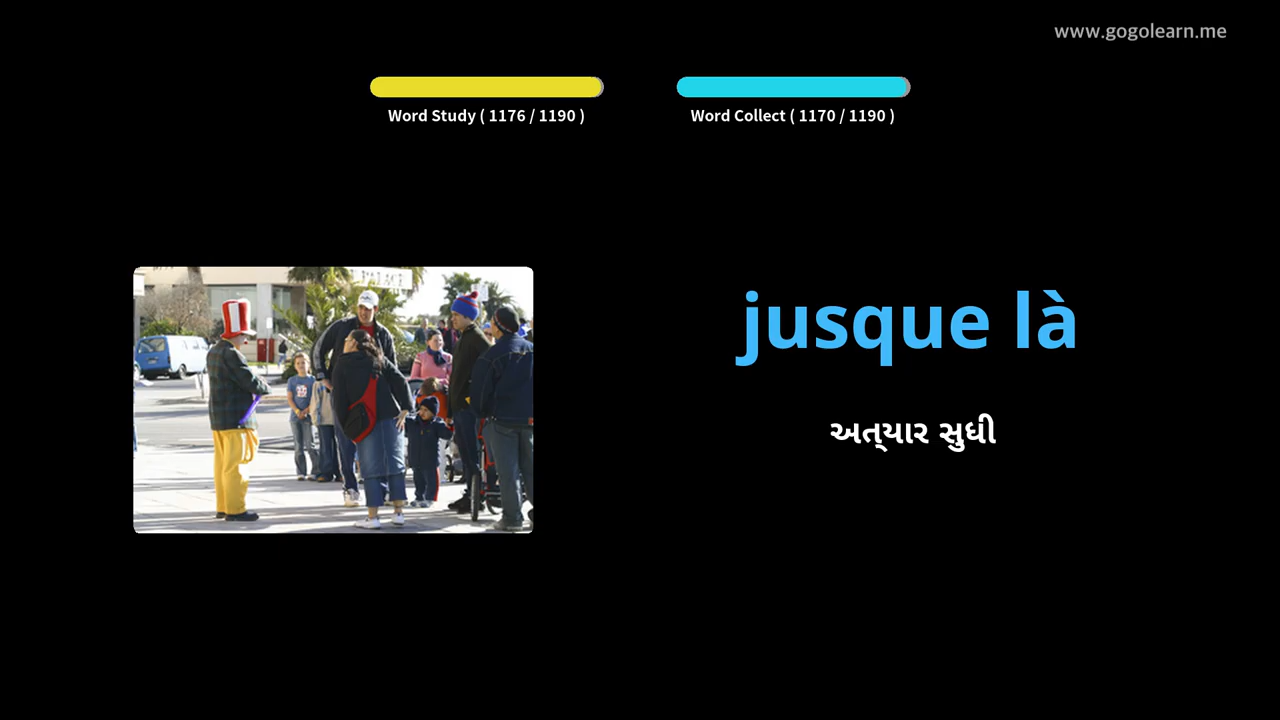 www.gogolearn.me
Word Study ( 1176 / 1190 )
Word Collect ( 1170 / 1190 )
jusque là
અત્યાર સુધી